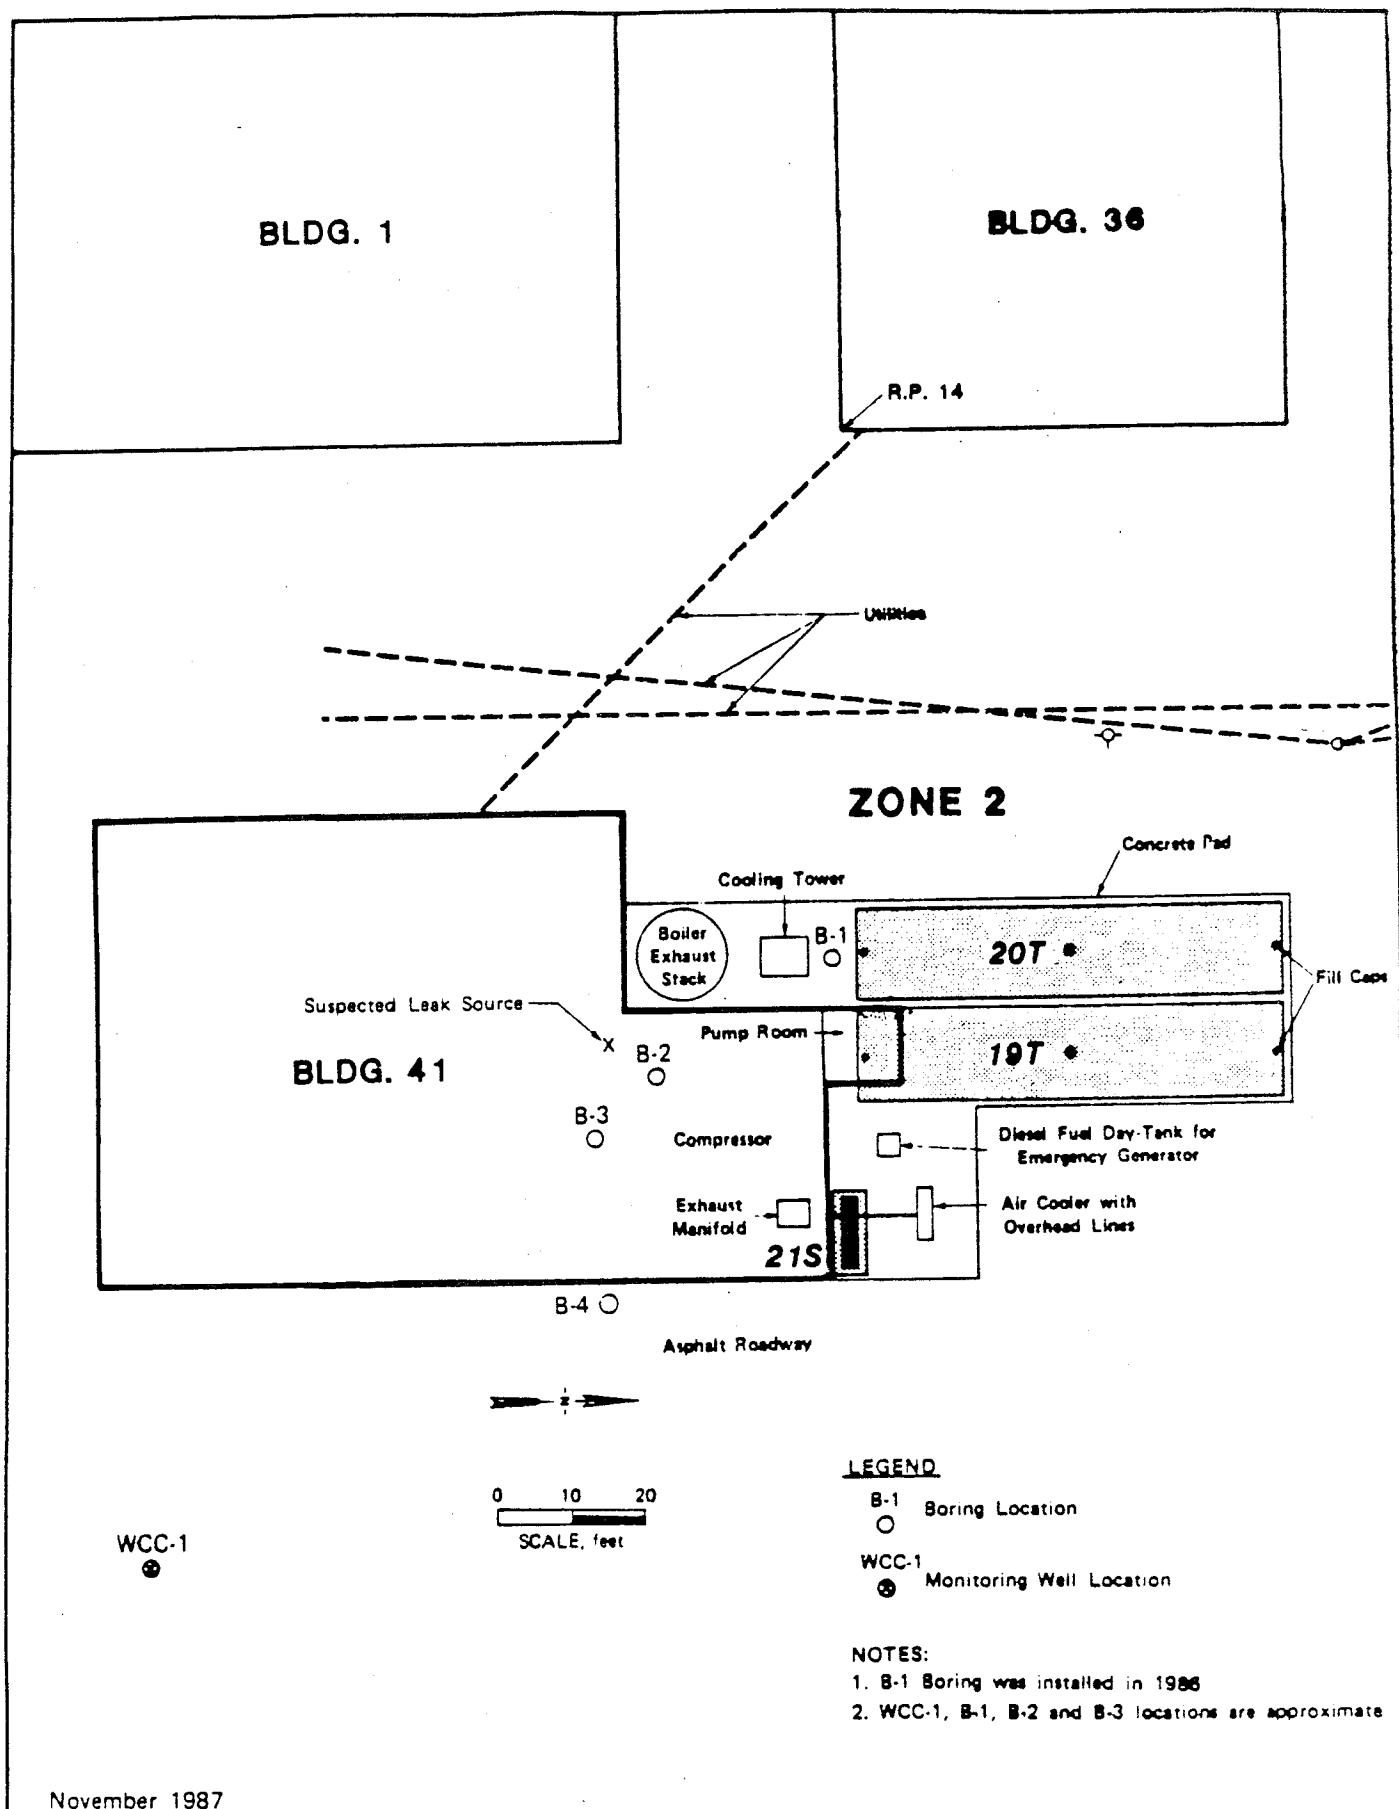 BLDG. 1
BLDG. 36
R.P. 14
Utilities
ZONE 2
Concrete Pad
Cooling Tower
B-1
Boiler
Exhaust
Stack
20T
Fill Caps
Suspected Leak Source
X
Pump Room
B-2
19T
BLDG. 41
B-3
Compressor
Diesel Fuel Day-Tank for
Emergency Generator
Exhaust
Manifold
Air Cooler with
Overhead Lines
21S
B-4
Asphalt Roadway
Z
0 10 20
SCALE, feet
WCC-1
LEGEND
B-1
Boring Location
WCC-1
Monitoring Well Location
NOTES:
1. B-1 Boring was installed in 1986
2. WCC-1, B-1, B-2 and B-3 locations are approximate
November 1987